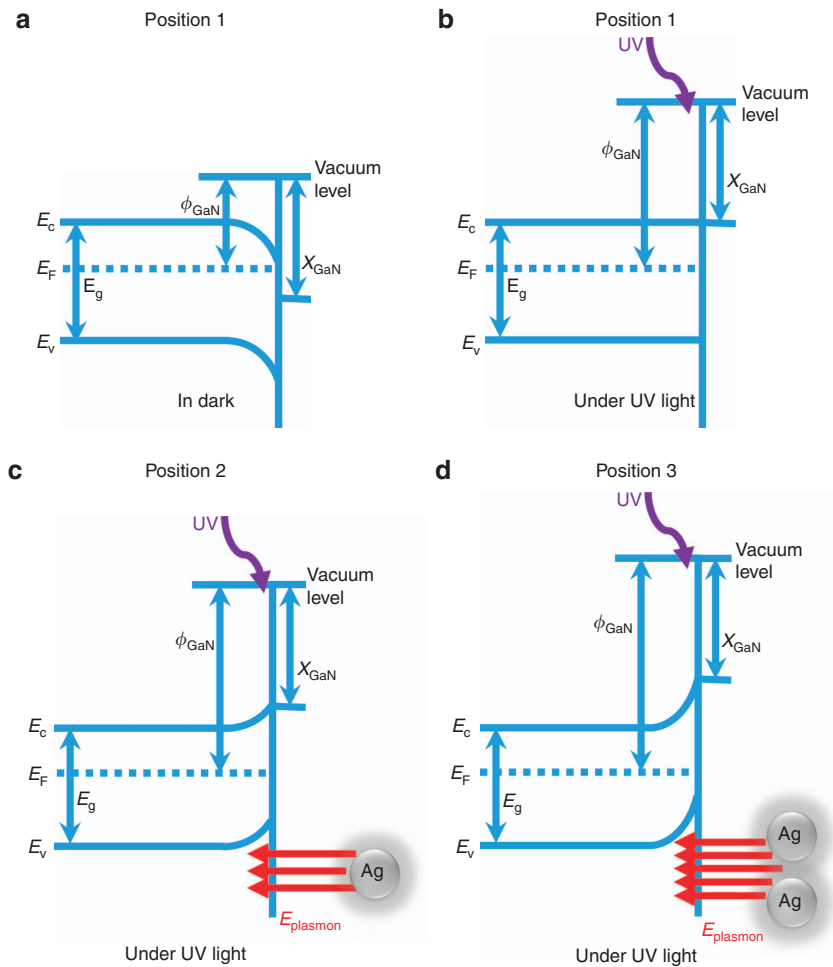 a
Position 1
Vacuum
level
ϕGaN
XGaN
Ec
EF
Eg
Ev
In dark
b
Position 1
UV
Vacuum
level
ϕGaN
XGaN
Ec
EF
Eg
Ev
Under UV light
c
Position 2
UV
Vacuum
level
ϕGaN
XGaN
Ec
EF
Eg
Ev
Ag
Eplasmon
Under UV light
d
Position 3
UV
Vacuum
level
ϕGaN
XGaN
Ec
EF
Eg
Ev
Ag
Ag
Eplasmon
Under UV light